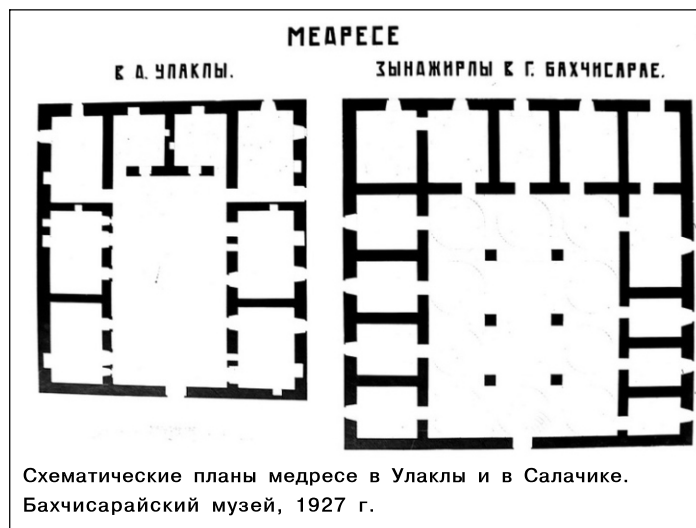 МЕДРЕСЕ
В Д. УЛАКЛЫ.
ЗЫНДЖИРЛЫ В Г. БАХЧИСАРАЕ.
Схематические планы медресе в Улаклы и в Салачике.
Бахчисарайский музей, 1927 г.